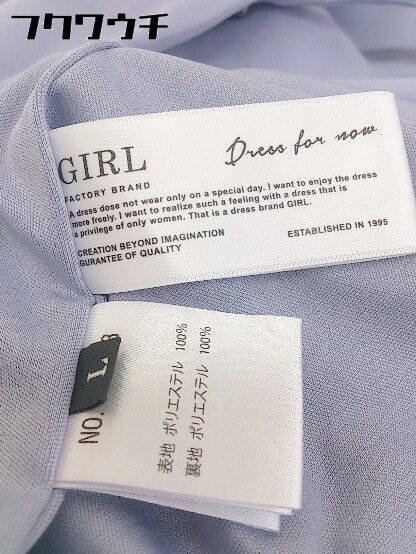 フクワウチ
GIRL
Dress for now
FACTORY BRAND
A dress dose not wear only on a special day. I want to enjoy the dress
more freely. I want to realize such a feeling with a dress that is
a privilege of only women. That is a dress brand GIRL.
CREATION BEYOND IMAGINATION
GURANTEE OF QUALITY
ESTABLISHED IN 1995
L
NO.
表地 ポリエステル 100%
裏地 ポリエステル 100%